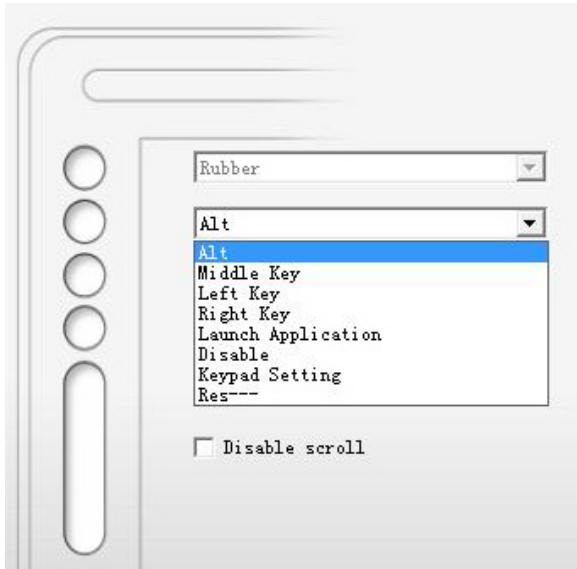 Rubber
Alt
Alt
Middle Key
Left Key
Right Key
Launch Application
Disable
Keypad Setting
Res---
Disable scroll